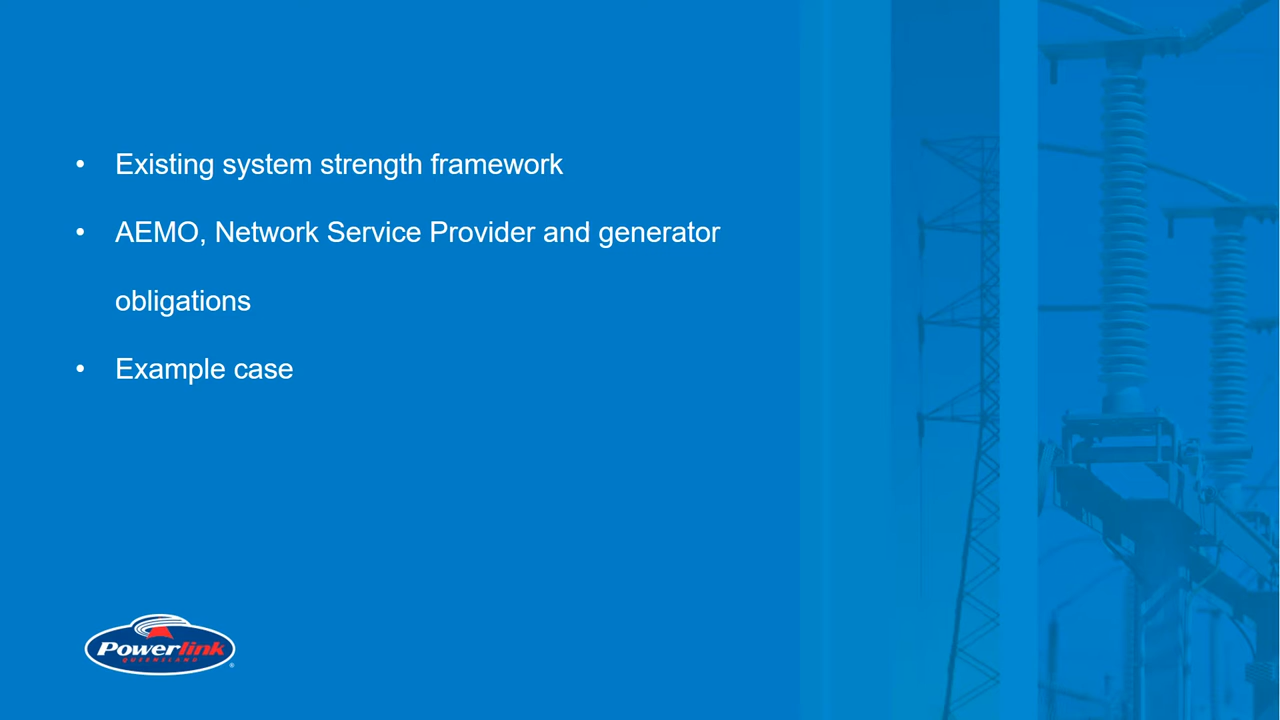 • Existing system strength framework
• AEMO, Network Service Provider and generator
obligations
• Example case
Powerlink
QUEENSLAND
®